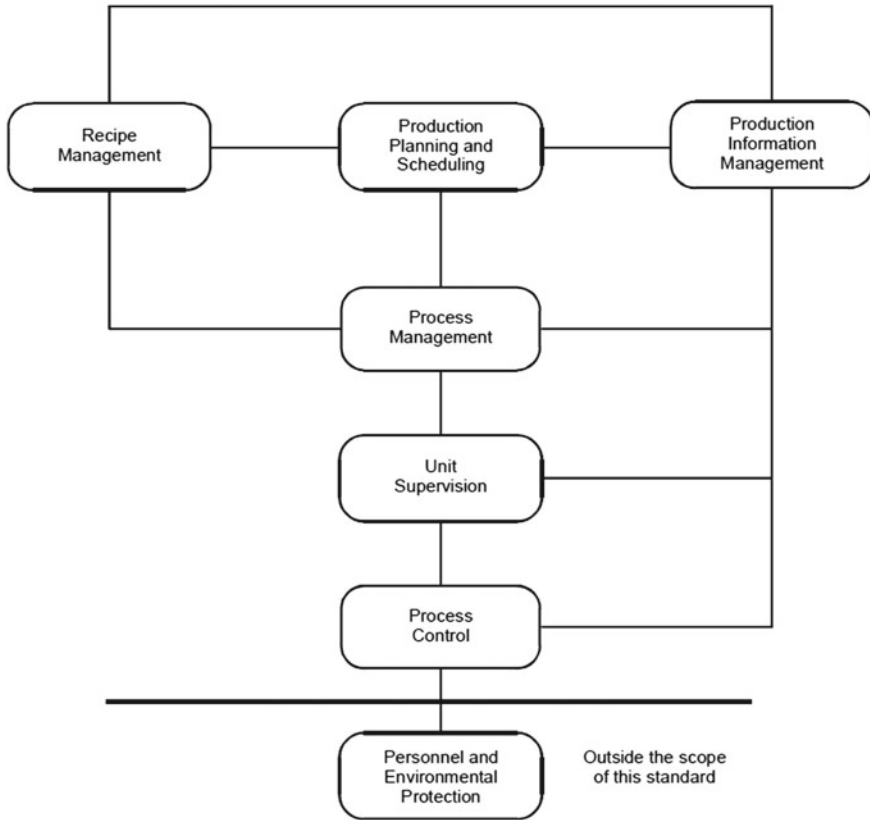 Recipe
Management
Production
Planning and
Scheduling
Production
Information
Management
Process
Management
Unit
Supervision
Process
Control
Personnel and
Environmental
Protection
Outside the scope
of this standard